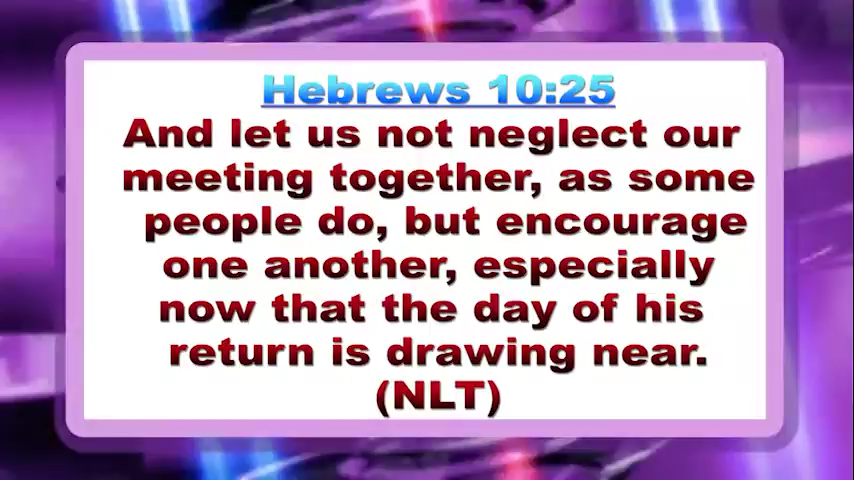 Hebrews 10:25
And let us not neglect our
meeting together, as some
people do, but encourage
one another, especially
now that the day of his
return is drawing near.
(NLT)